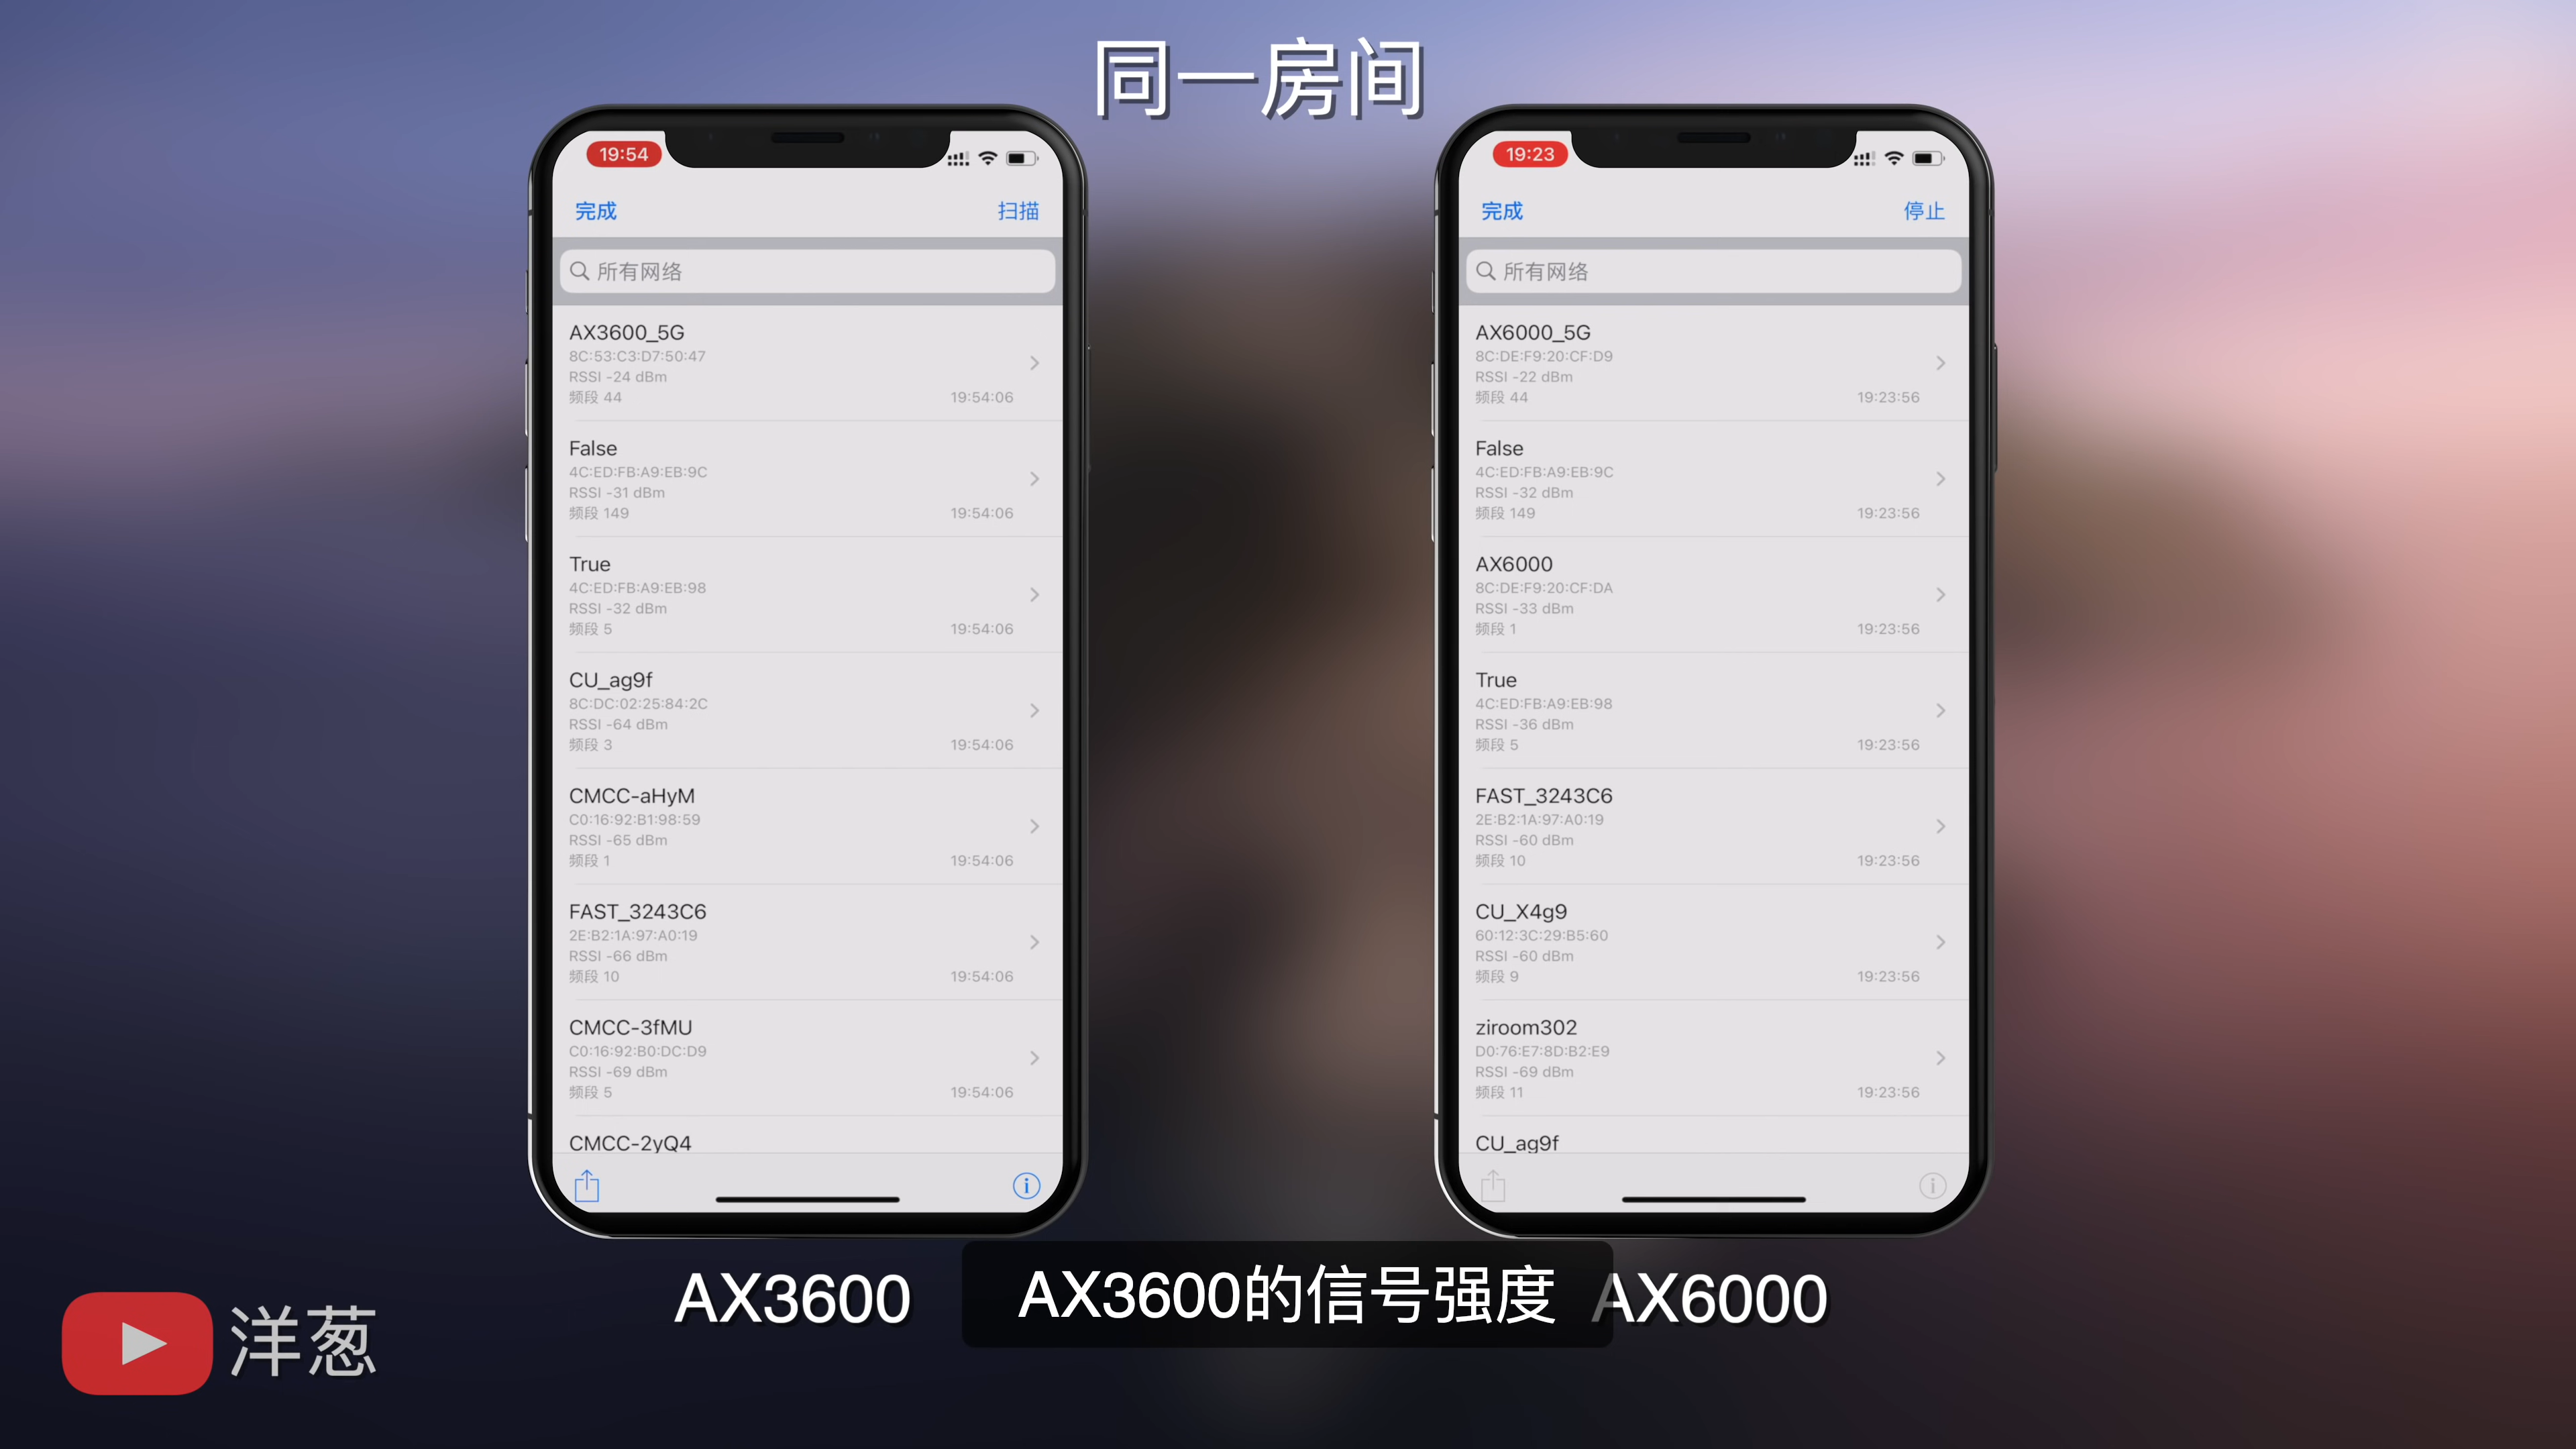 同一房间
19:54
完成
扫描
所有网络
AX3600_5G
8C:53:C3:D7:50:47
RSSI -24 dBm
频段 44
19:54:06
False
4C:ED:FB:A9:EB:9C
RSSI -31 dBm
频段 149
19:54:06
True
4C:ED:FB:A9:EB:98
RSSI -32 dBm
频段 5
19:54:06
CU_ag9f
8C:DC:02:25:84:2C
RSSI -64 dBm
频段 3
19:54:06
CMCC-aHyM
C0:16:92:B1:98:59
RSSI -65 dBm
频段 1
19:54:06
FAST_3243C6
2E:B2:1A:97:A0:19
RSSI -66 dBm
频段 10
19:54:06
CMCC-3fMU
C0:16:92:B0:DC:D9
RSSI -69 dBm
频段 5
19:54:06
CMCC-2yQ4
19:23
完成
停止
所有网络
AX6000_5G
8C:DE:F9:20:CF:D9
RSSI -22 dBm
频段 44
19:23:56
False
4C:ED:FB:A9:EB:9C
RSSI -32 dBm
频段 149
19:23:56
AX6000
8C:DE:F9:20:CF:DA
RSSI -33 dBm
频段 1
19:23:56
True
4C:ED:FB:A9:EB:98
RSSI -36 dBm
频段 5
19:23:56
FAST_3243C6
2E:B2:1A:97:A0:19
RSSI -60 dBm
频段 10
19:23:56
CU_X4g9
60:12:3C:29:B5:60
RSSI -60 dBm
频段 9
19:23:56
ziroom302
D0:76:E7:8D:B2:E9
RSSI -69 dBm
频段 11
19:23:56
CU_ag9f
AX3600
AX3600的信号强度
AX6000
洋葱